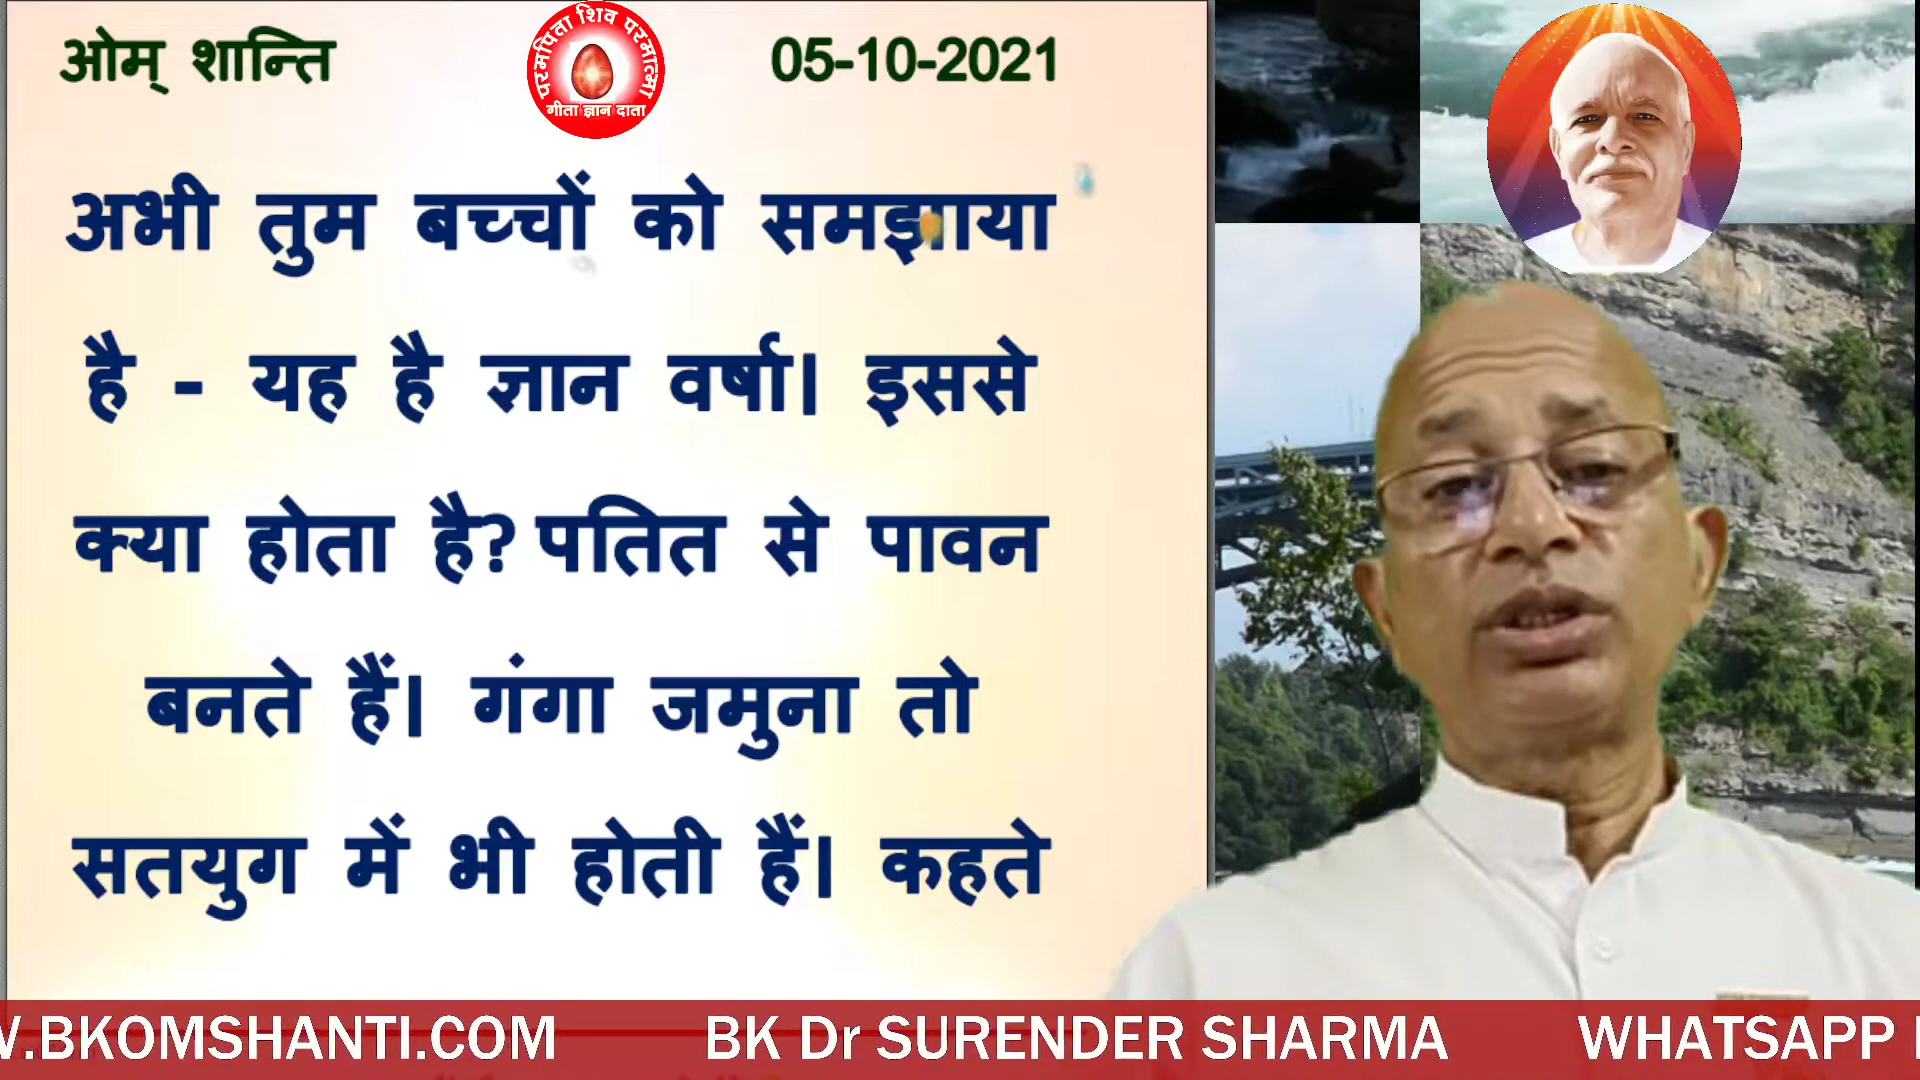 ओम् शान्ति
परमपिता शिव परमात्मा
गीता ज्ञान दाता
05-10-2021
अभी तुम बच्चों को समझाया
है - यह है ज्ञान वर्षा। इससे
क्या होता है? पतित से पावन
बनते हैं। गंगा जमुना तो
सतयुग में भी होती हैं। कहते
.BKOMSHANTI.COM BK Dr SURENDER SHARMA WHATSAPP